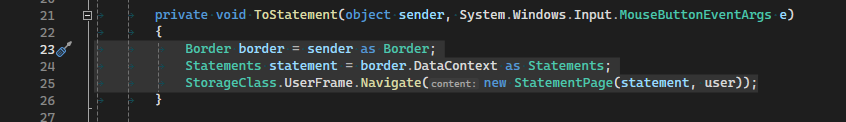 21 private void ToStatement(object sender, System.Windows.Input.MouseButtonEventArgs e)
22 {
23 Border border = sender as Border;
24 Statements statement = border.DataContext as Statements;
25 StorageClass.UserFrame.Navigate(content: new StatementPage(statement, user));
26 }
27